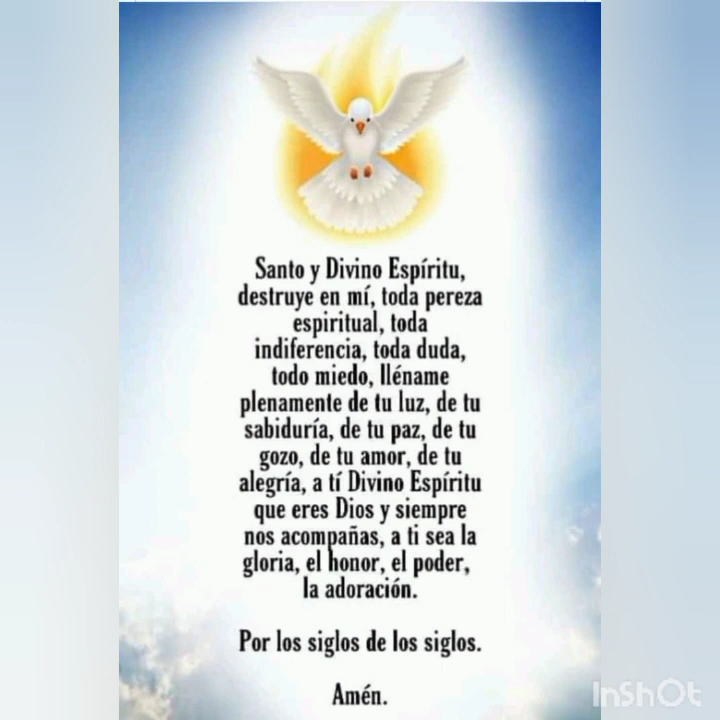 Santo y Divino Espíritu,
destruye en mí, toda pereza
espiritual, toda
indiferencia, toda duda,
todo miedo, lléname
plenamente de tu luz, de tu
sabiduría, de tu paz, de tu
gozo, de tu amor, de tu
alegría, a tí Divino Espíritu
que eres Dios y siempre
nos acompañas, a ti sea la
gloria, el honor, el poder,
la adoración.
Por los siglos de los siglos.
Amén.
InShOt